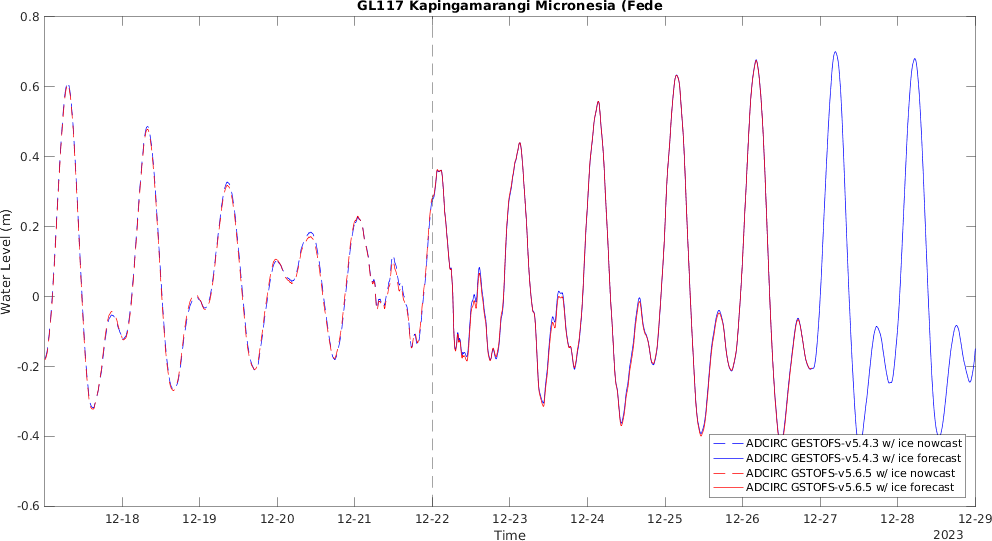 GL117 Kapingamarangi Micronesia (Fede
0.8
0.6
0.4
0.2
0
-0.2
-0.4
-0.6
Water Level (m)
ADCIRC GESTOFS-v5.4.3 w/ ice nowcast
ADCIRC GESTOFS-v5.4.3 w/ ice forecast
ADCIRC GSTOFS-v5.6.5 w/ ice nowcast
ADCIRC GSTOFS-v5.6.5 w/ ice forecast
12-18 12-19 12-20 12-21 12-22 12-23 12-24 12-25 12-26 12-27 12-28 12-29
Time
2023